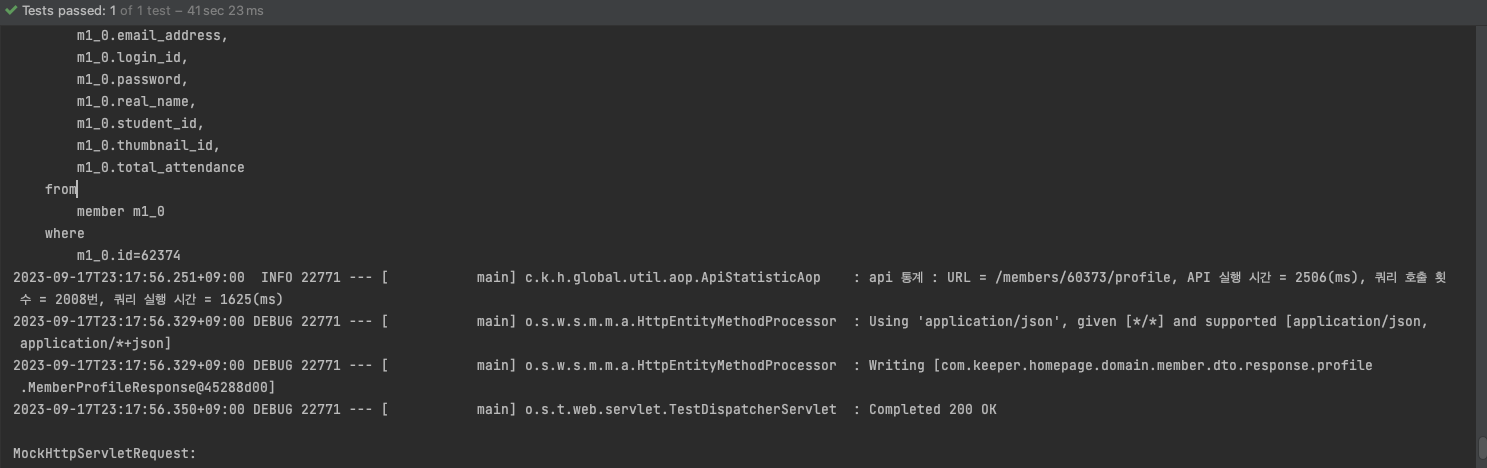 Tests passed: 1 of 1 test – 41 sec 23 ms
m1_0.email_address,
m1_0.login_id,
m1_0.password,
m1_0.real_name,
m1_0.student_id,
m1_0.thumbnail_id,
m1_0.total_attendance
from
member m1_0
where
m1_0.id=62374
2023-09-17T23:17:56.251+09:00  INFO 22771 --- [           main] c.k.h.global.util.aop.ApiStatisticAop    : api 통계 : URL = /members/60373/profile, API 실행 시간 = 2506(ms), 쿼리 호출 횟
수 = 2008번, 쿼리 실행 시간 = 1625(ms)
2023-09-17T23:17:56.329+09:00 DEBUG 22771 --- [           main] o.s.w.s.m.m.a.HttpEntityMethodProcessor  : Using 'application/json', given [*/*] and supported [application/json,
application/*+json]
2023-09-17T23:17:56.329+09:00 DEBUG 22771 --- [           main] o.s.w.s.m.m.a.HttpEntityMethodProcessor  : Writing [com.keeper.homepage.domain.member.dto.response.profile
.MemberProfileResponse@45288d00]
2023-09-17T23:17:56.350+09:00 DEBUG 22771 --- [           main] o.s.t.web.servlet.TestDispatcherServlet  : Completed 200 OK
MockHttpServletRequest: